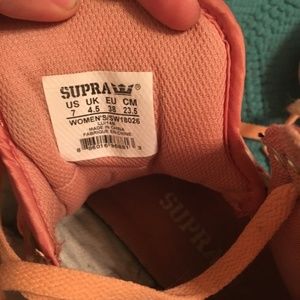 SUPRA
US UK EU CM
7 4.5 38 23.5
WOMEN'S/SW18026
MADE IN CHINA
FABRIQUE EN CHINE
SUPRA